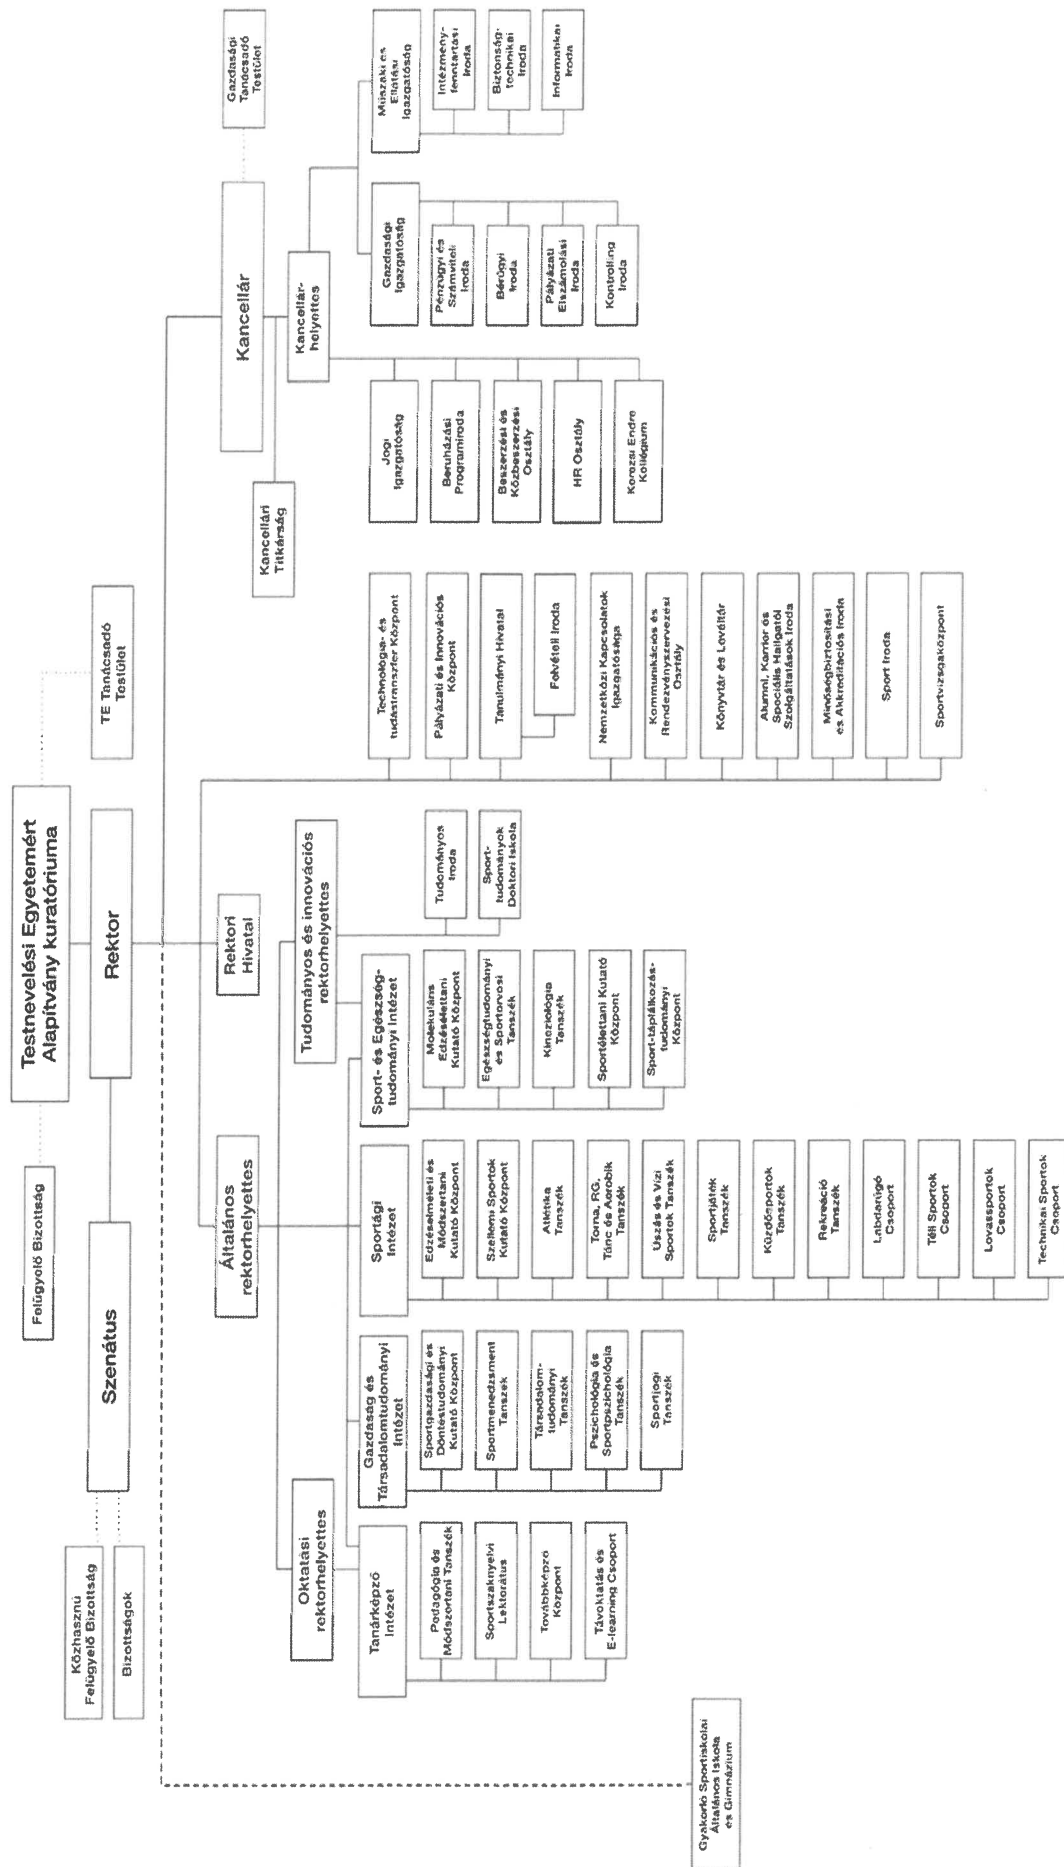 Testnevelési Egyetemért
Alapítvány kuratóriuma
Felügyelő Bizottság
TE Tanácsadó
Testület
Közhasznú
Felügyelő Bizottság
Bizottságok
Szenátus
Rektor
Általános
rektorhelyettes
Rektori
Hivatal
Kancellár
Gazdasági
Tanácsadó
Testület
Kancellári
Titkárság
Kancellár-
helyettes
Oktatási
rektorhelyettes
Tudományos és innovációs
rektorhelyettes
Tanárképző
Intézet
Pedagógia és
Módszertani Tanszék
Sportszaknyelvi
Lektorátus
Továbbképző
Központ
Távoktatás és
E-learning Csoport
Gazdaság és
Társadalomtudományi
Intézet
Sportgazdasági és
Döntéstudományi
Kutató Központ
Sportmenedzsment
Tanszék
Társadalom-
tudományi
Tanszék
Pszichológia és
Sportpszichológia
Tanszék
Sportjogi
Tanszék
Sportági
Intézet
Edzéselméleti és
Módszertani
Kutató Központ
Szellemi Sportok
Kutató Központ
Atlétika
Tanszék
Torna, RG,
Tánc és Aerobik
Tanszék
Úszás és Vízi
Sportok Tanszék
Sportjáték
Tanszék
Küzdősportok
Tanszék
Rekreáció
Tanszék
Labdarúgó
Csoport
Téli Sportok
Csoport
Lovassportok
Csoport
Technikai Sportok
Csoport
Sport- és Egészség-
tudományi Intézet
Molekuláris
Edzésélettani
Kutató Központ
Egészségtudományi
és Sportorvosi
Tanszék
Kineziológia
Tanszék
Sportélettani Kutató
Központ
Sport-táplálkozás-
tudományi
Központ
Tudományos
Iroda
Sport-
tudományok
Doktori Iskola
Technológia- és
tudástranszfer Központ
Pályázati és Innovációs
Központ
Tanulmányi Hivatal
Felvételi Iroda
Nemzetközi Kapcsolatok
Igazgatósága
Kommunikációs és
Rendezvényszervezési
Osztály
Könyvtár és Levéltár
Alumni, Karrier és
Speciális Hallgatói
Szolgáltatások Iroda
Minőségbiztosítási
és Akkreditációs Iroda
Sport Iroda
Sportvizsgaközpont
Jogi
Igazgatóság
Beruházási
Programiroda
Beszerzési és
Közbeszerzési
Osztály
HR Osztály
Koltai Endre
Kollégium
Gazdasági
Igazgatóság
Pénzügyi és
Számviteli
Iroda
Bérügyi
Iroda
Pályázati
Elszámolási
Iroda
Kontrolling
Iroda
Műszaki és
Ellátási
Igazgatóság
Intézmény-
fenntartási
Iroda
Biztonság-
technikai
Iroda
Informatikai
Iroda
Gyakorló Sportiskolai
Általános Iskola
és Gimnázium